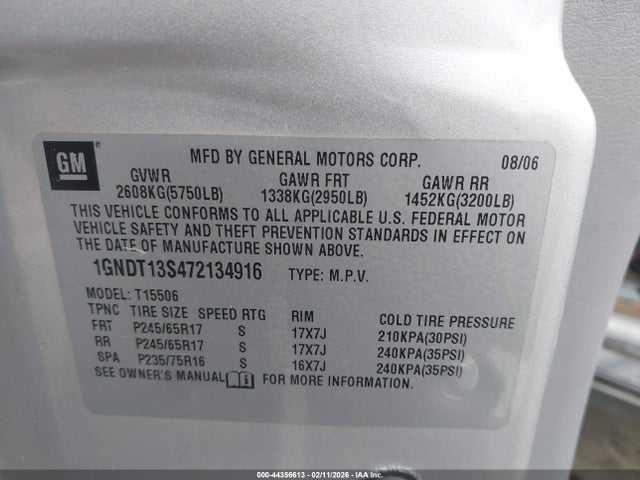 GM ®
MFD BY GENERAL MOTORS CORP. 08/06
GVWR GAWR FRT GAWR RR
2608KG(5750LB) 1338KG(2950LB) 1452KG(3200LB)
THIS VEHICLE CONFORMS TO ALL APPLICABLE U.S. FEDERAL MOTOR
VEHICLE SAFETY AND THEFT PREVENTION STANDARDS IN EFFECT ON
THE DATE OF MANUFACTURE SHOWN ABOVE.
1GNDT13S472134916 TYPE: M.P.V.
MODEL: T15506
TPNC TIRE SIZE SPEED RTG RIM COLD TIRE PRESSURE
FRT P245/65R17 S 17X7J 210KPA(30PSI)
RR P245/65R17 S 17X7J 240KPA(35PSI)
SPA P235/75R16 S 16X7J 240KPA(35PSI)
SEE OWNER'S MANUAL FOR MORE INFORMATION.
000-44356613 - 02/11/2026 - IAA Inc.